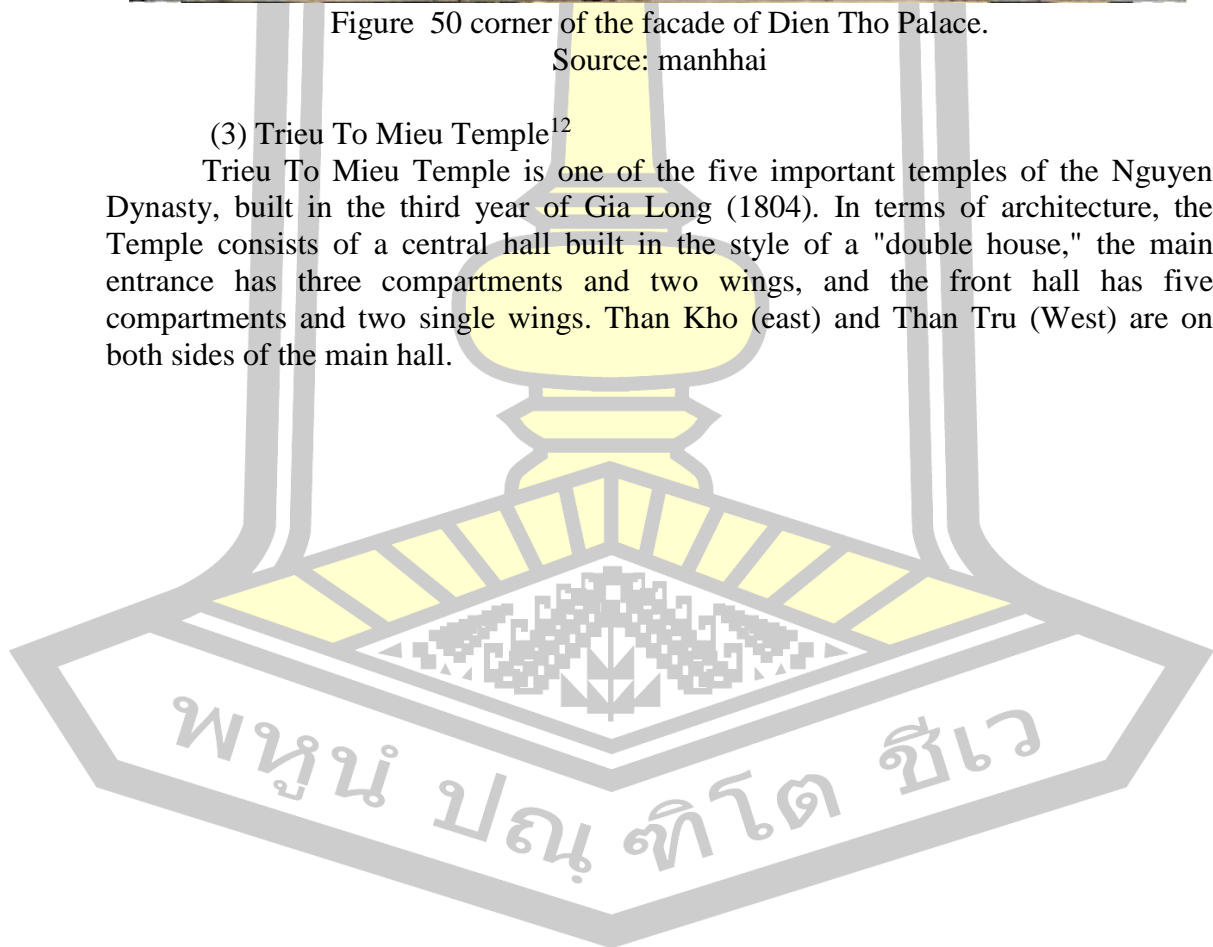 Figure  50 corner of the facade of Dien Tho Palace.
Source: manhhai
(3) Trieu To Mieu Temple12
Trieu To Mieu Temple is one of the five important temples of the Nguyen
Dynasty, built in the third year of Gia Long (1804). In terms of architecture, the
Temple consists of a central hall built in the style of a "double house," the main
entrance has three compartments and two wings, and the front hall has five
compartments and two single wings. Than Kho (east) and Than Tru (West) are on
both sides of the main hall.
พหูนํ ปณฺฑิโต ชีเว